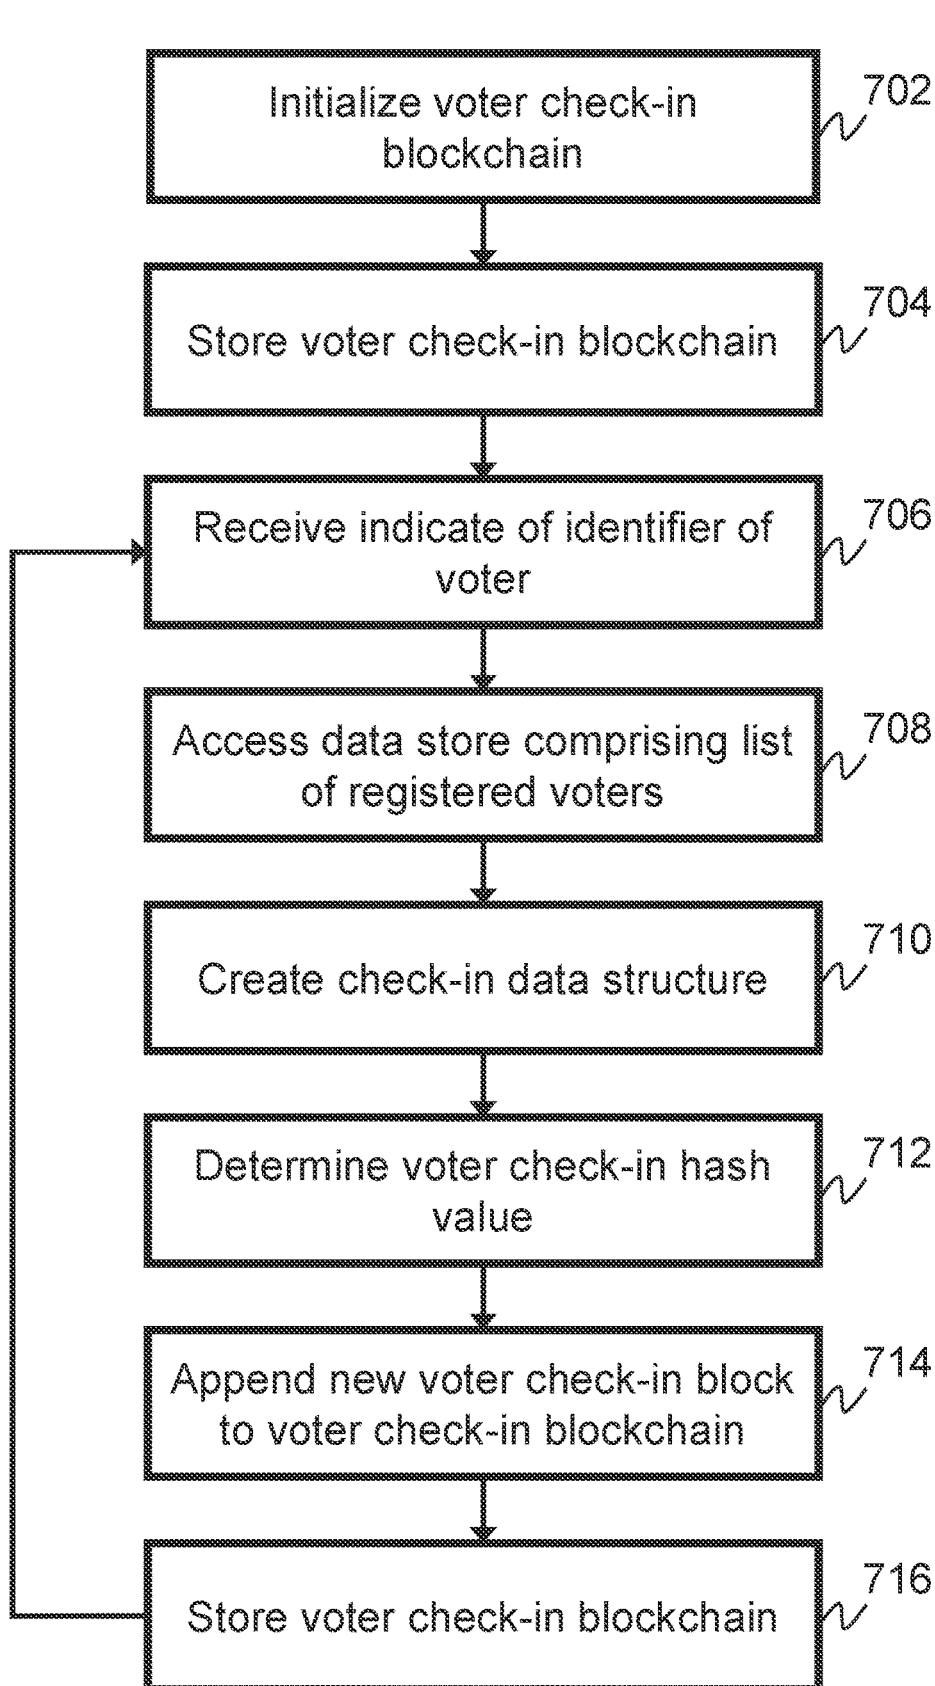 Initialize voter check-in
blockchain
702
Store voter check-in blockchain
704
Receive indicate of identifier of
voter
706
Access data store comprising list
of registered voters
708
Create check-in data structure
710
Determine voter check-in hash
value
712
Append new voter check-in block
to voter check-in blockchain
714
Store voter check-in blockchain
716